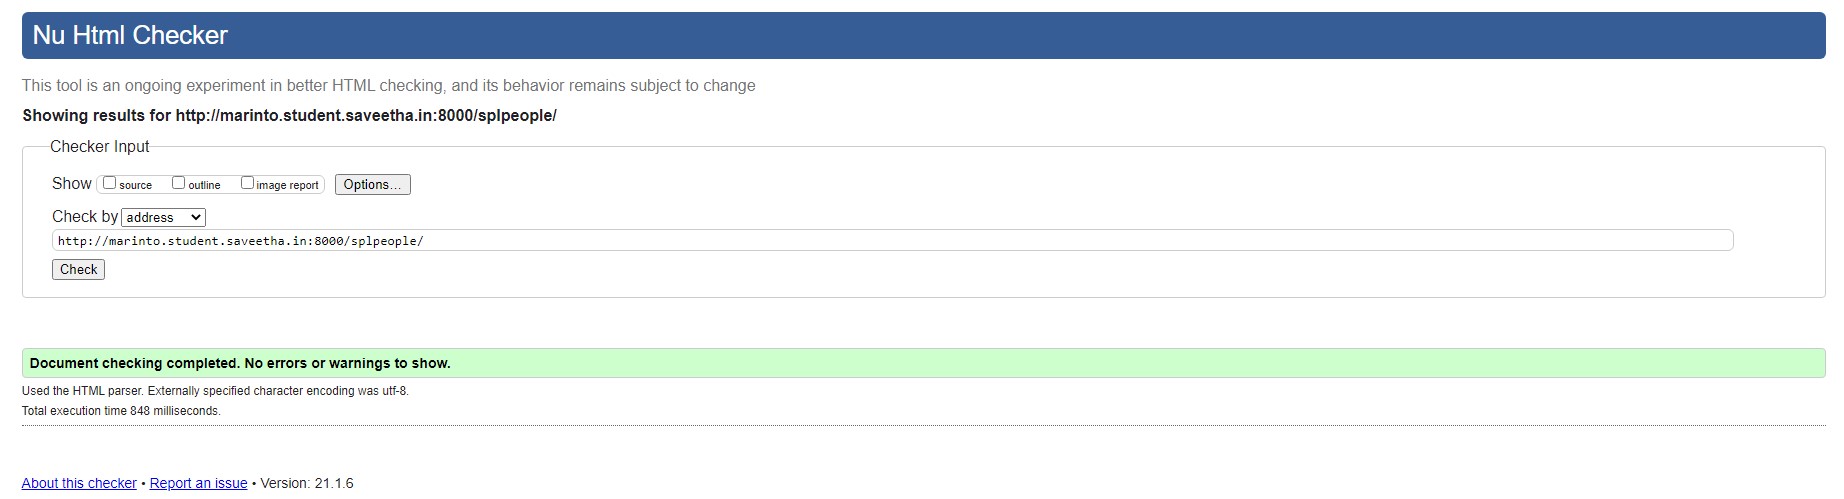 Nu Html Checker
This tool is an ongoing experiment in better HTML checking, and its behavior remains subject to change
Showing results for http://marinto.student.saveetha.in:8000/splpeople/
Checker Input
Show source outline image report Options...
Check by address
http://marinto.student.saveetha.in:8000/splpeople/
Check
Document checking completed. No errors or warnings to show.
Used the HTML parser. Externally specified character encoding was utf-8.
Total execution time 848 milliseconds.
About this checker • Report an issue • Version: 21.1.6